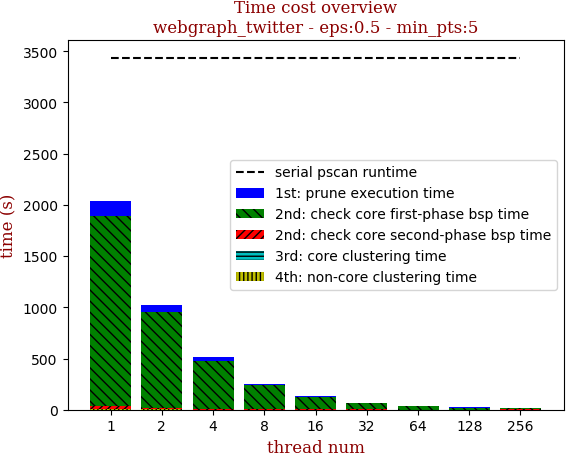 Time cost overview
webgraph_twitter - eps:0.5 - min_pts:5
time (s)
3500
3000
2500
2000
1500
1000
500
0
serial pscan runtime
1st: prune execution time
2nd: check core first-phase bsp time
2nd: check core second-phase bsp time
3rd: core clustering time
4th: non-core clustering time
1 2 4 8 16 32 64 128 256
thread num